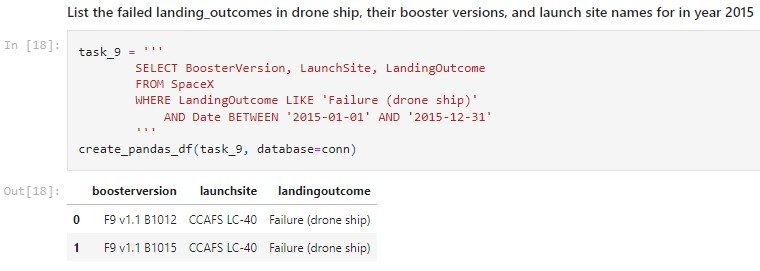 List the failed landing_outcomes in drone ship, their booster versions, and launch site names for in year 2015
In [18]: task_9 = '''
SELECT BoosterVersion, LaunchSite, LandingOutcome
FROM SpaceX
WHERE LandingOutcome LIKE 'Failure (drone ship)'
AND Date BETWEEN '2015-01-01' AND '2015-12-31'
'''
create_pandas_df(task_9, database=conn)
Out[18]: boosterversion launchsite landingoutcome
0 F9 v1.1 B1012 CCAFS LC-40 Failure (drone ship)
1 F9 v1.1 B1015 CCAFS LC-40 Failure (drone ship)